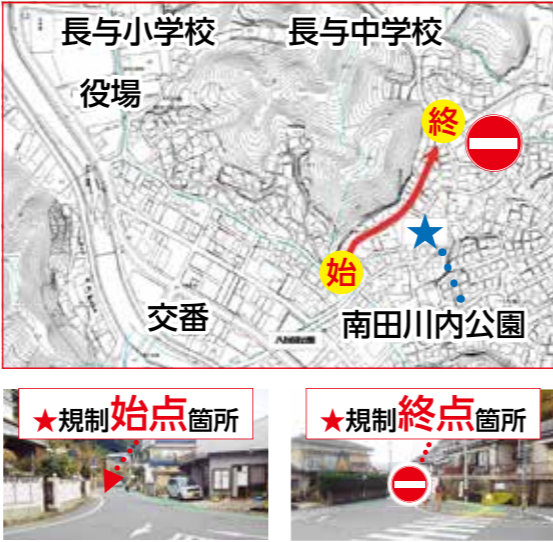 長与小学校
長与中学校
役場
終
始
交番
南田川内公園
★規制始点箇所
★規制終点箇所